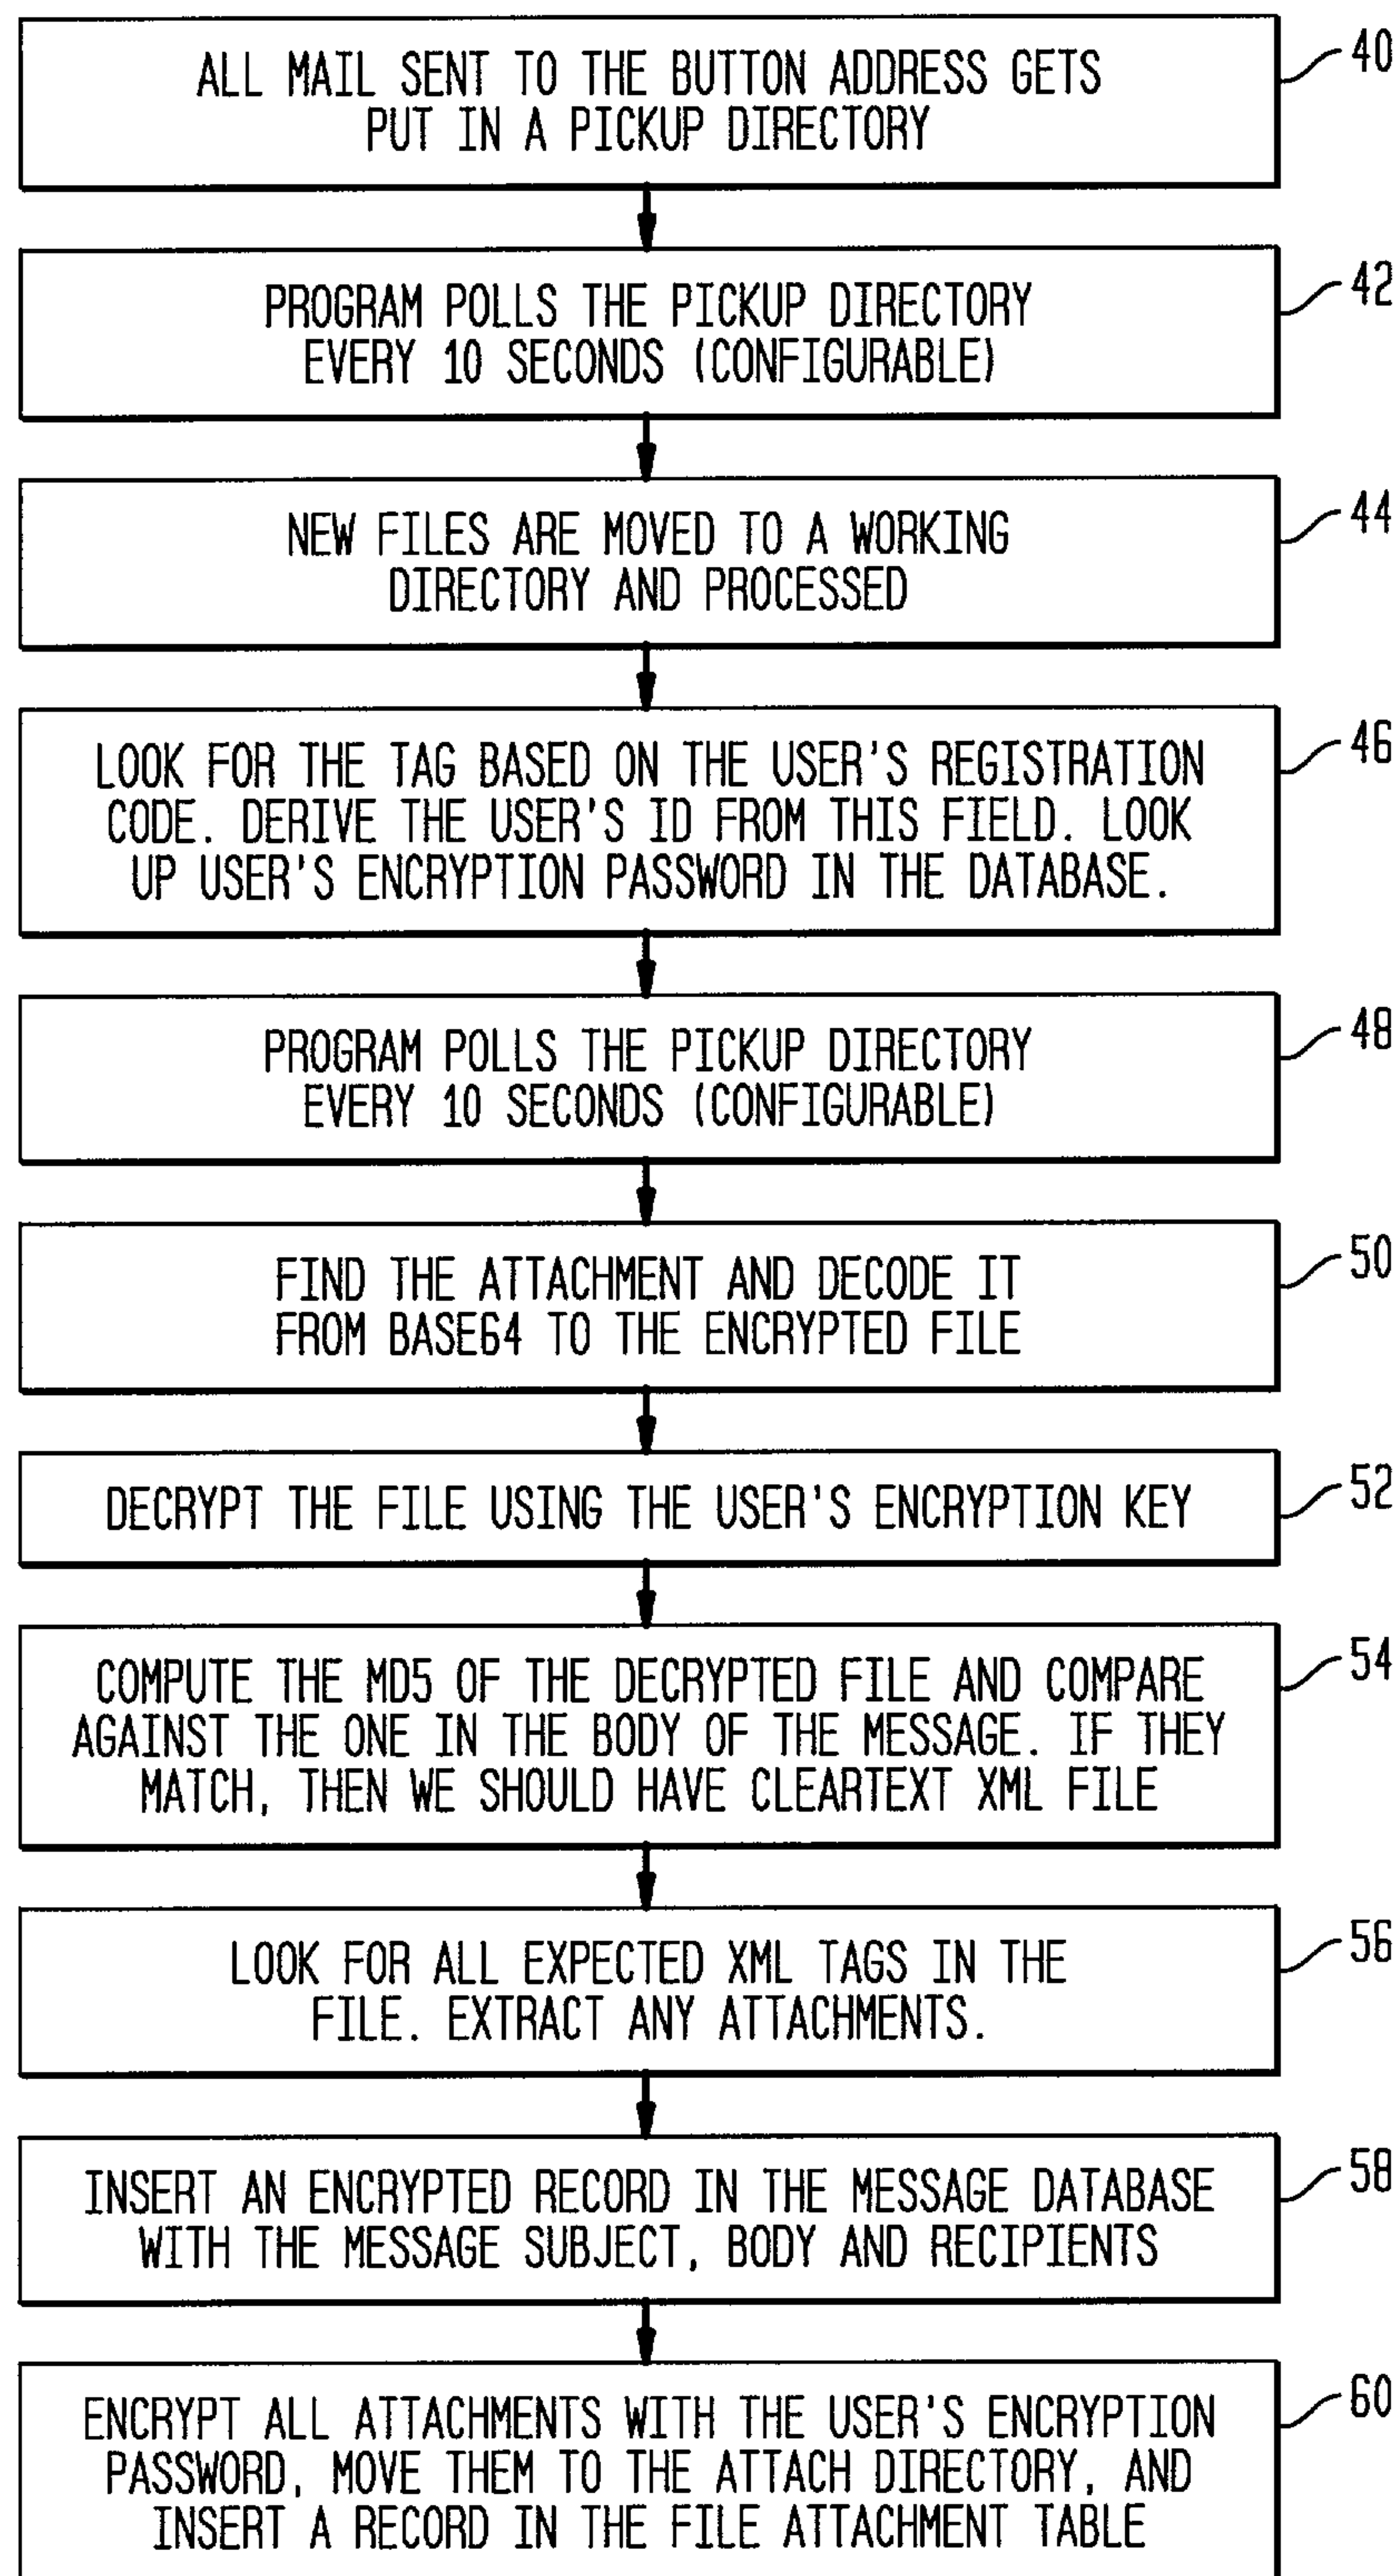 ALL MAIL SENT TO THE BUTTON ADDRESS GETS
PUT IN A PICKUP DIRECTORY
40
PROGRAM POLLS THE PICKUP DIRECTORY
EVERY 10 SECONDS (CONFIGURABLE)
42
NEW FILES ARE MOVED TO A WORKING
DIRECTORY AND PROCESSED
44
LOOK FOR THE TAG BASED ON THE USER'S REGISTRATION
CODE. DERIVE THE USER'S ID FROM THIS FIELD. LOOK
UP USER'S ENCRYPTION PASSWORD IN THE DATABASE.
46
PROGRAM POLLS THE PICKUP DIRECTORY
EVERY 10 SECONDS (CONFIGURABLE)
48
FIND THE ATTACHMENT AND DECODE IT
FROM BASE64 TO THE ENCRYPTED FILE
50
DECRYPT THE FILE USING THE USER'S ENCRYPTION KEY
52
COMPUTE THE MD5 OF THE DECRYPTED FILE AND COMPARE
AGAINST THE ONE IN THE BODY OF THE MESSAGE. IF THEY
MATCH, THEN WE SHOULD HAVE CLEARTEXT XML FILE
54
LOOK FOR ALL EXPECTED XML TAGS IN THE
FILE. EXTRACT ANY ATTACHMENTS.
56
INSERT AN ENCRYPTED RECORD IN THE MESSAGE DATABASE
WITH THE MESSAGE SUBJECT, BODY AND RECIPIENTS
58
ENCRYPT ALL ATTACHMENTS WITH THE USER'S ENCRYPTION
PASSWORD, MOVE THEM TO THE ATTACH DIRECTORY, AND
INSERT A RECORD IN THE FILE ATTACHMENT TABLE
60